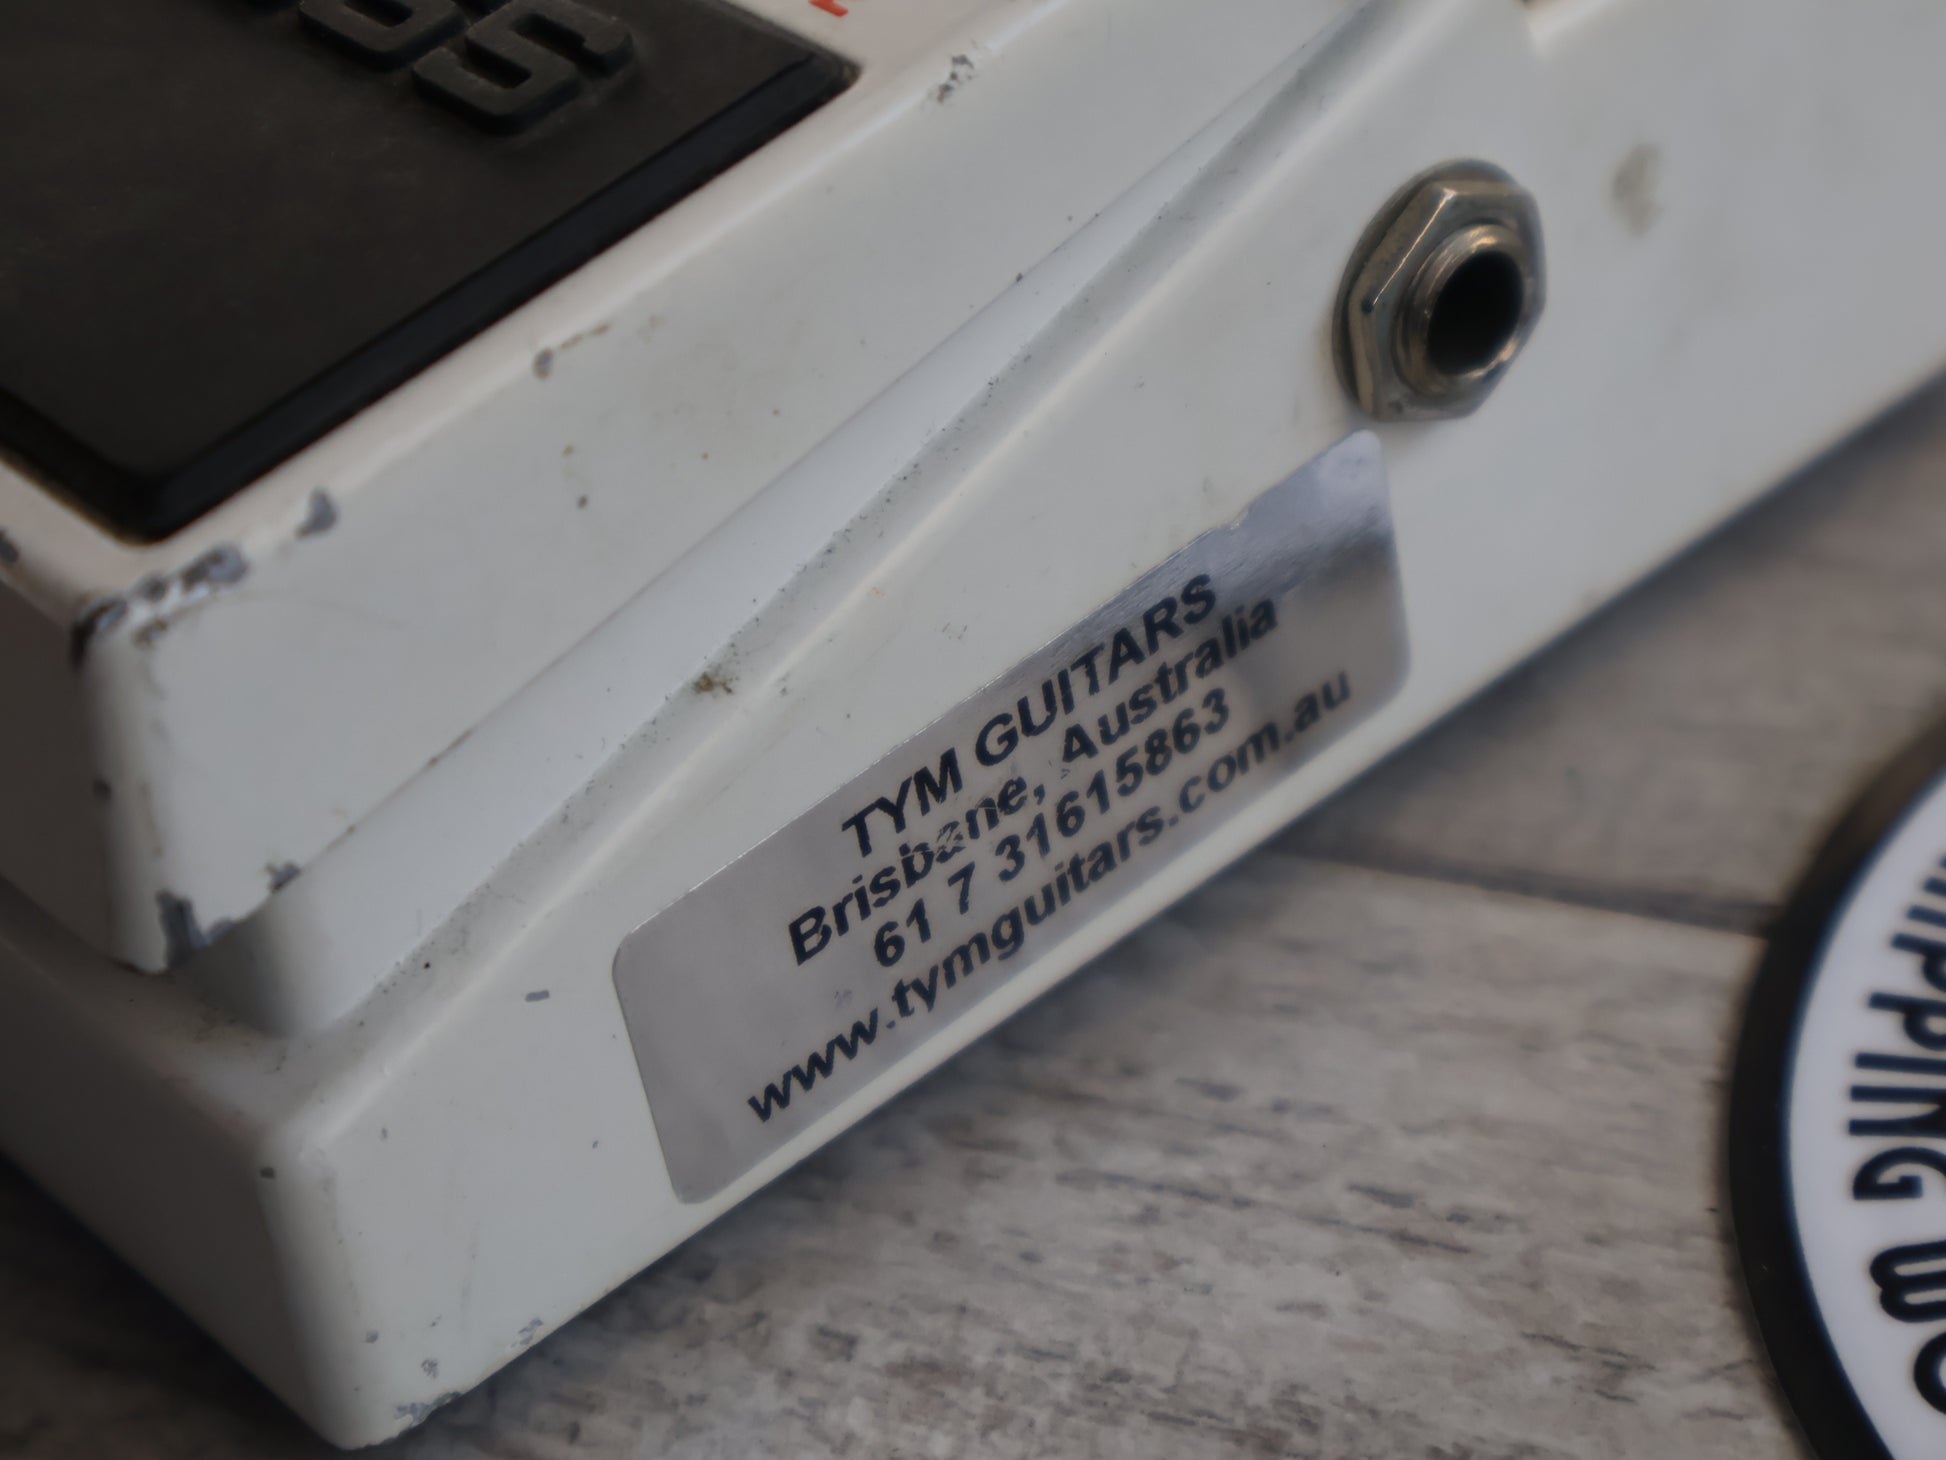 TYM GUITARS
Brisbane, Australia
61 7 31615863
www.tymguitars.com.au